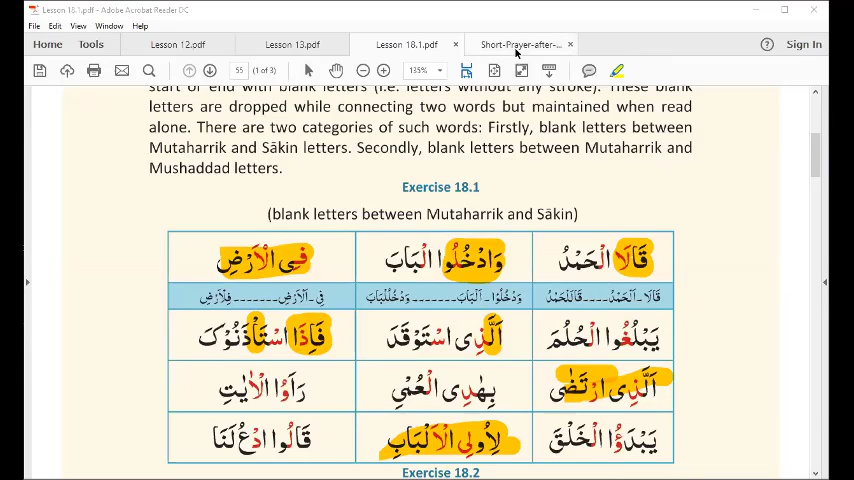 Lesson 18.1.pdf - Adobe Acrobat Reader DC
File Edit View Window Help
Home Tools Lesson 12.pdf Lesson 13.pdf Lesson 18.1.pdf × Short-Prayer-after-... × Sign In
55 (1 of 3) 135%
start of end with blank letters (i.e. letters without any stroke). These blank
letters are dropped while connecting two words but maintained when read
alone. There are two categories of such words: Firstly, blank letters between
Mutaharrik and Sākin letters. Secondly, blank letters between Mutaharrik and
Mushaddad letters.
Exercise 18.1
(blank letters between Mutaharrik and Sākin)
قَالَا الْحَمْدُ وَادْخُلُوا الْبَابَ فِی الْاَرْضِ
قَالَا - اَلْحَمْدُ ---- قَالَلْحَمْدُ وَدْخُلُوْا - اَلْبَابَ ------- وَدْخُلُلْبَابَ فِیْ - اَلْاَرْضِ ------- فِلْاَرْضِ
يَبْلُغُوا الْحُلُمَ اَلَّذِی اسْتَوْقَدَ فَاِذَا اسْتَاْذَنُوْكَ
اَلَّذِی ارْتَضٰی بِهٰدِی الْعُمْیِ رَاَوُا الْاٰيٰتِ
يَبْدَؤُا الْخَلْقَ لِاُولِی الْاَلْبَابِ قَالُوا ادْعُ لَنَا
Exercise 18.2